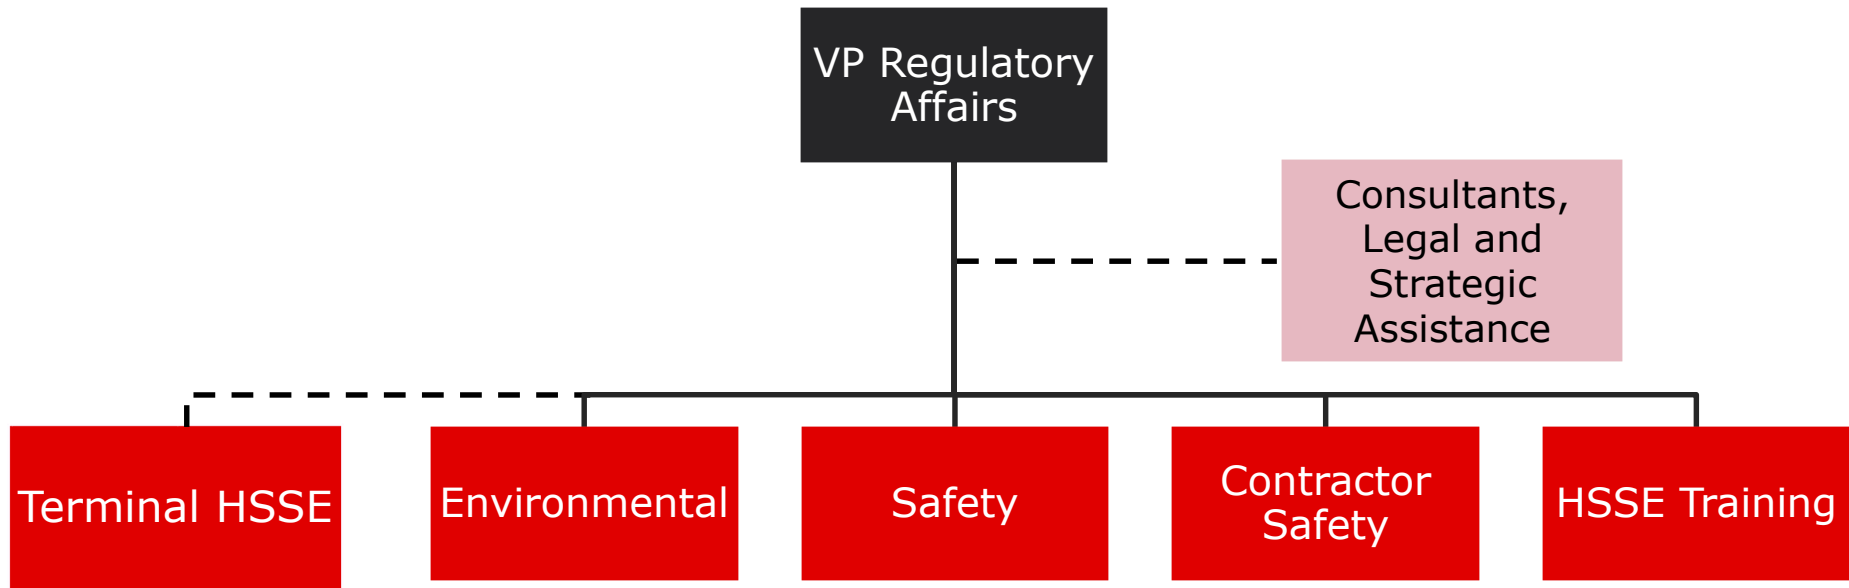 VP Regulatory
Affairs
Consultants,
Legal and
Strategic
Assistance
Terminal HSSE
Environmental
Safety
Contractor
Safety
HSSE Training